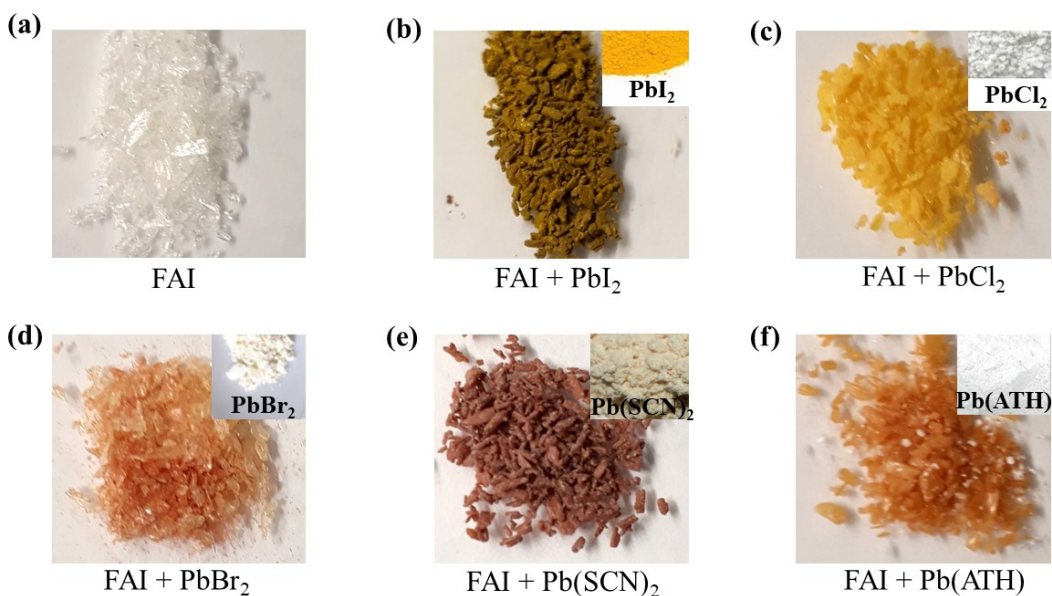 (a)
FAI
(b)
PbI₂
FAI + PbI₂
(c)
PbCl₂
FAI + PbCl₂
(d)
PbBr₂
FAI + PbBr₂
(e)
Pb(SCN)₂
FAI + Pb(SCN)₂
(f)
Pb(ATH)
FAI + Pb(ATH)